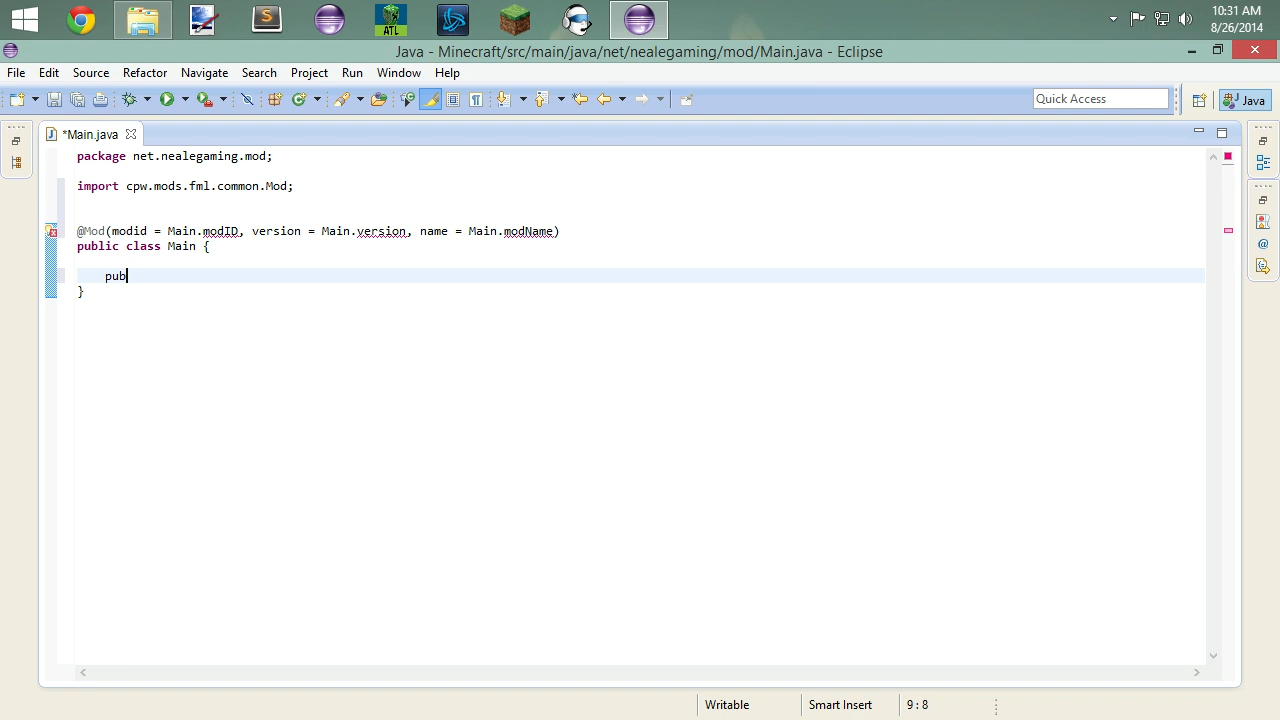 ATL
S
10:31 AM
8/26/2014
Java - Minecraft/src/main/java/net/nealegaming/mod/Main.java - Eclipse
File Edit Source Refactor Navigate Search Project Run Window Help
Quick Access
Java
*Main.java
package net.nealegaming.mod;
import cpw.mods.fml.common.Mod;
@Mod(modid = Main.modID, version = Main.version, name = Main.modName)
public class Main {
pub
}
Writable Smart Insert 9 : 8